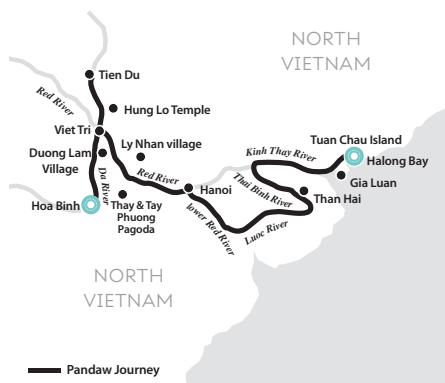 NORTH
VIETNAM
Tien Du
Red River
Hung Lo Temple
Viet Tri
Ly Nhan village
Duong Lam
Village
Da River
Red River
Hoa Binh
Thay & Tay
Phuong
Pagoda
Hanoi
lower Red River
Luoc River
Thai Binh River
Kinh Thay River
Tuan Chau Island
Halong Bay
Gia Luan
Than Hai
NORTH
VIETNAM
Pandaw Journey